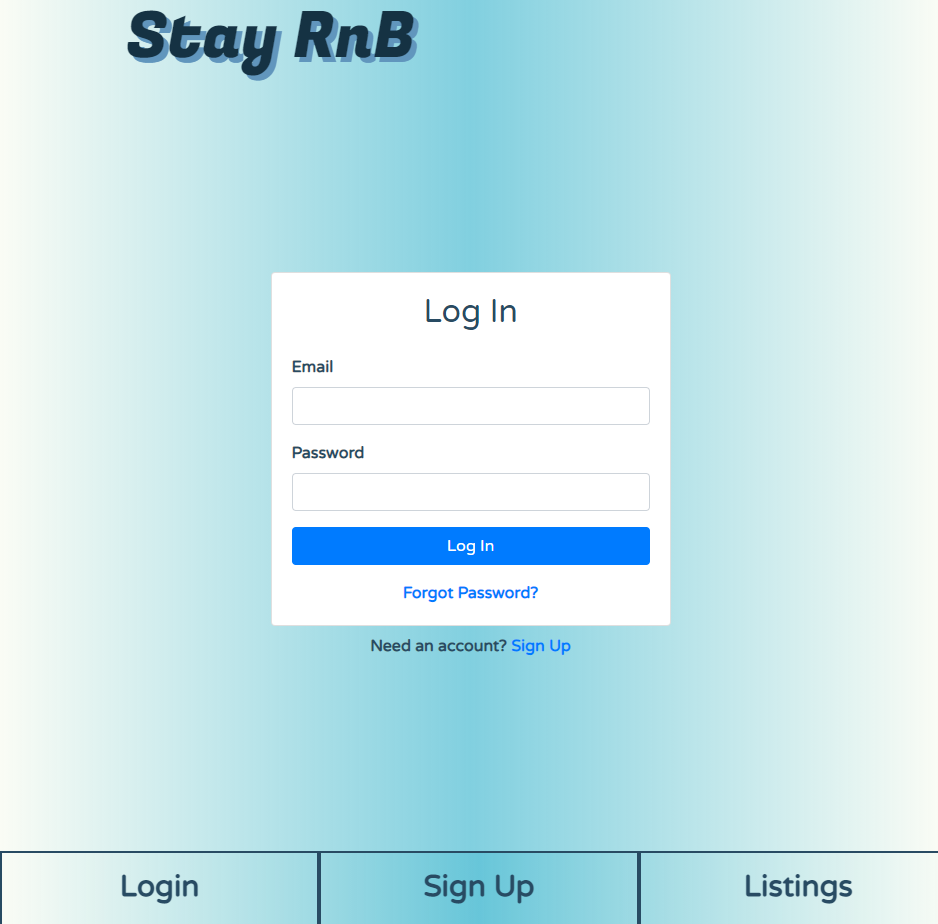 Stay RnB
Log In
Email
Password
Log In
Forgot Password?
Need an account? Sign Up
Login
Sign Up
Listings